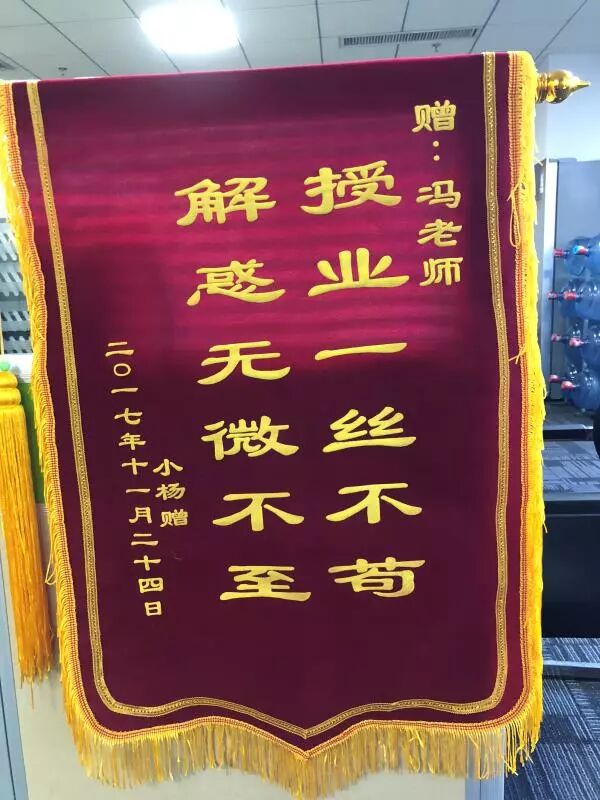 赠：冯老师
授业一丝不苟
解惑无微不至
小杨赠
二〇一七年十一月二十四日